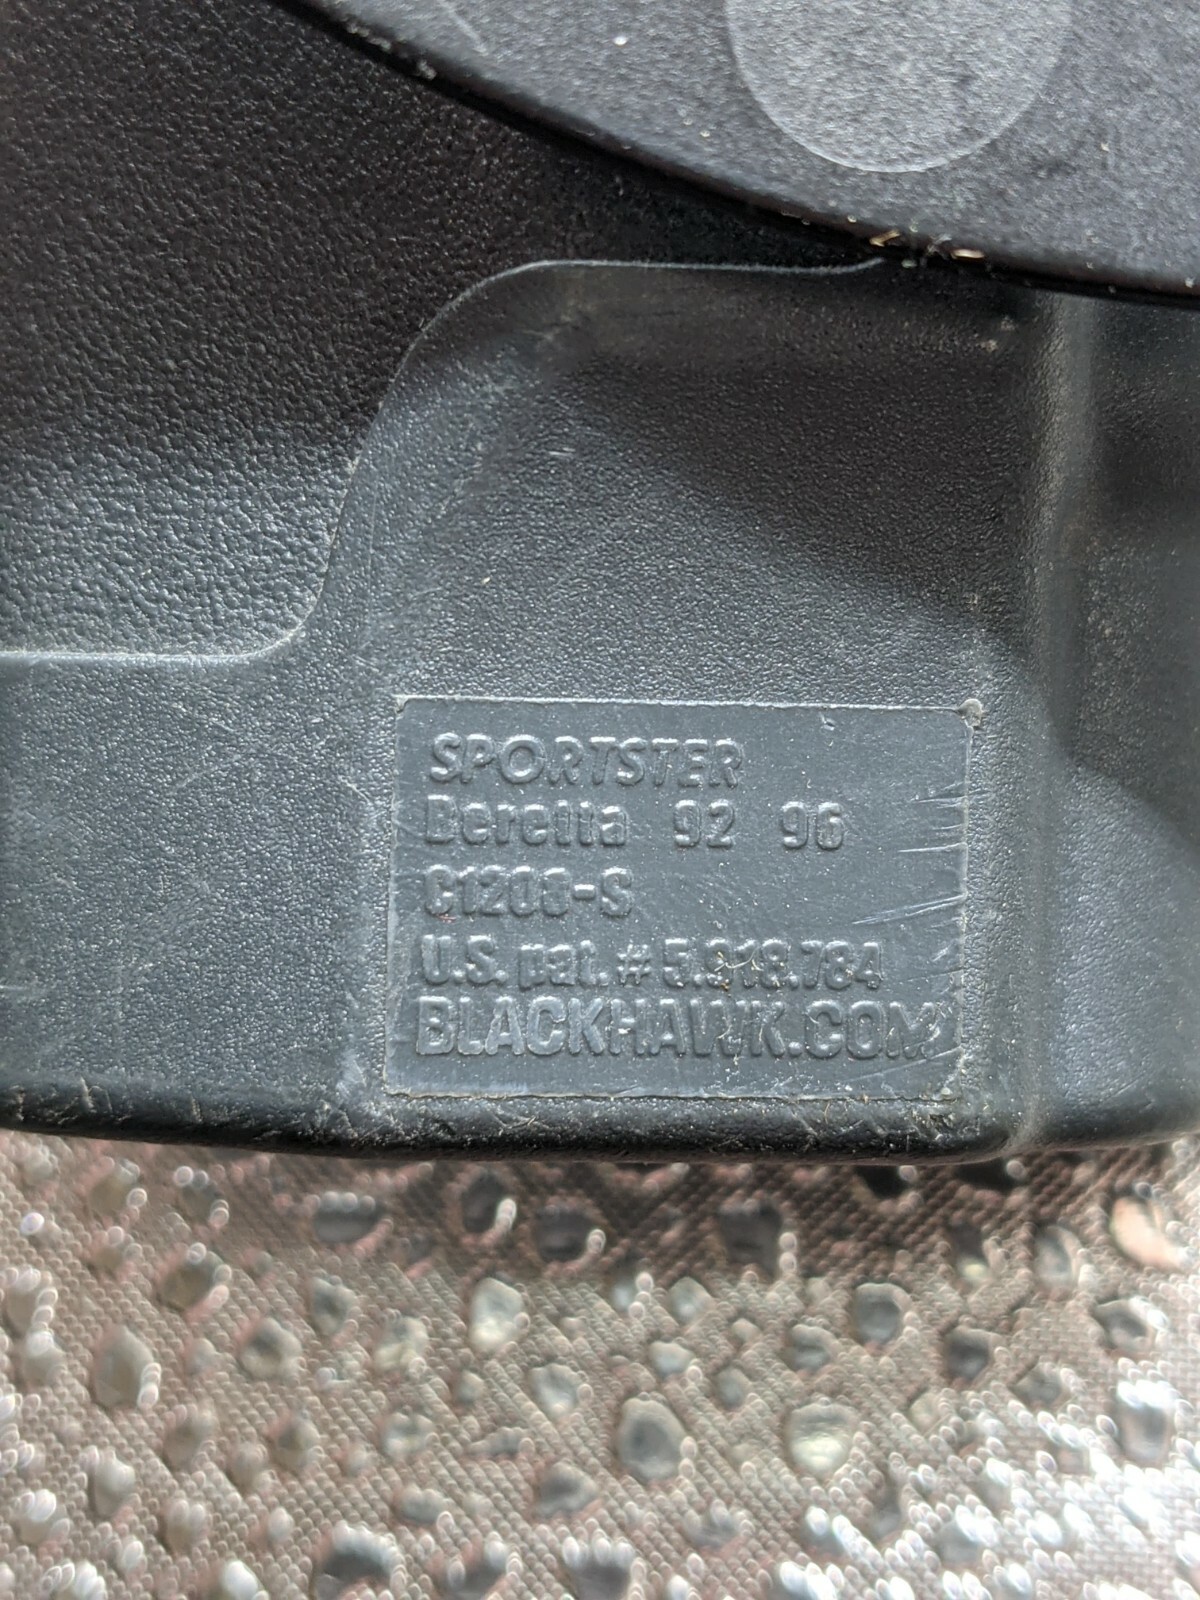 SPORTSTER
Beretta 92 96
C1208-S
U.S. pat. # 5.918.784
BLACKHAWK.COM